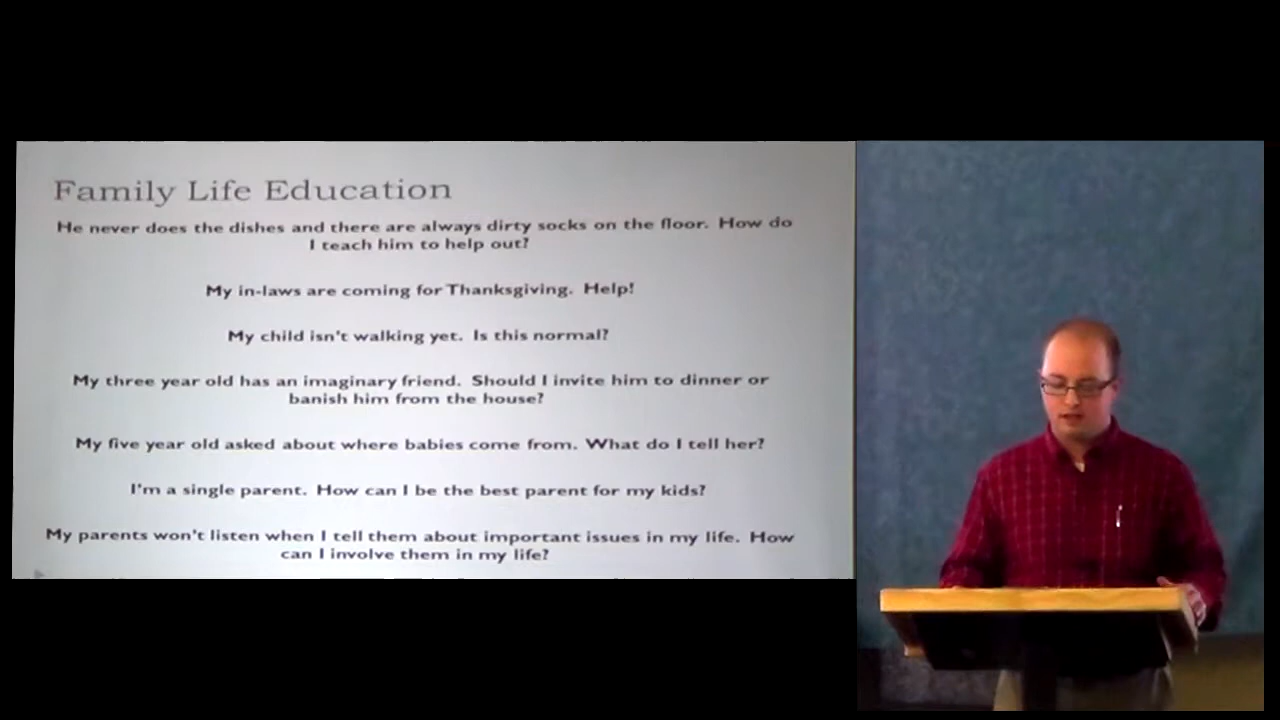 Family Life Education
He never does the dishes and there are always dirty socks on the floor. How do
I teach him to help out?
My in-laws are coming for Thanksgiving. Help!
My child isn't walking yet. Is this normal?
My three year old has an imaginary friend. Should I invite him to dinner or
banish him from the house?
My five year old asked about where babies come from. What do I tell her?
I'm a single parent. How can I be the best parent for my kids?
My parents won't listen when I tell them about important issues in my life. How
can I involve them in my life?